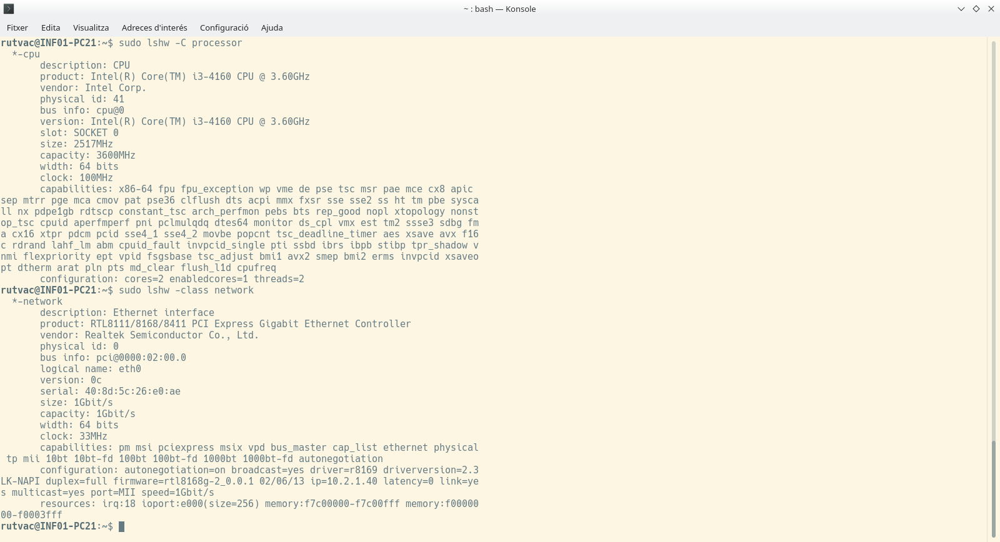 ~ : bash — Konsole
Fitxer Edita Visualitza Adreces d'interés Configuració Ajuda
rutvac@INF01-PC21:~$ sudo lshw -C processor
  *-cpu
       description: CPU
       product: Intel(R) Core(TM) i3-4160 CPU @ 3.60GHz
       vendor: Intel Corp.
       physical id: 41
       bus info: cpu@0
       version: Intel(R) Core(TM) i3-4160 CPU @ 3.60GHz
       slot: SOCKET 0
       size: 2517MHz
       capacity: 3600MHz
       width: 64 bits
       clock: 100MHz
       capabilities: x86-64 fpu fpu_exception wp vme de pse tsc msr pae mce cx8 apic
sep mtrr pge mca cmov pat pse36 clflush dts acpi mmx fxsr sse sse2 ss ht tm pbe sysca
ll nx pdpe1gb rdtscp constant_tsc arch_perfmon pebs bts rep_good nopl xtopology nonst
op_tsc cpuid aperfmperf pni pclmulqdq dtes64 monitor ds_cpl vmx est tm2 ssse3 sdbg fm
a cx16 xtpr pdcm pcid sse4_1 sse4_2 movbe popcnt tsc_deadline_timer aes xsave avx f16
c rdrand lahf_lm abm cpuid_fault invpcid_single pti ssbd ibrs ibpb stibp tpr_shadow v
nmi flexpriority ept vpid fsgsbase tsc_adjust bmi1 avx2 smep bmi2 erms invpcid xsaveo
pt dtherm arat pln pts md_clear flush_l1d cpufreq
       configuration: cores=2 enabledcores=1 threads=2
rutvac@INF01-PC21:~$ sudo lshw -class network
  *-network
       description: Ethernet interface
       product: RTL8111/8168/8411 PCI Express Gigabit Ethernet Controller
       vendor: Realtek Semiconductor Co., Ltd.
       physical id: 0
       bus info: pci@0000:02:00.0
       logical name: eth0
       version: 0c
       serial: 40:8d:5c:26:e0:ae
       size: 1Gbit/s
       capacity: 1Gbit/s
       width: 64 bits
       clock: 33MHz
       capabilities: pm msi pciexpress msix vpd bus_master cap_list ethernet physical
 tp mii 10bt 10bt-fd 100bt 100bt-fd 1000bt 1000bt-fd autonegotiation
       configuration: autonegotiation=on broadcast=yes driver=r8169 driverversion=2.3
LK-NAPI duplex=full firmware=rtl8168g-2_0.0.1 02/06/13 ip=10.2.1.40 latency=0 link=ye
s multicast=yes port=MII speed=1Gbit/s
       resources: irq:18 ioport:e000(size=256) memory:f7c00000-f7c00fff memory:f00000
00-f0003fff
rutvac@INF01-PC21:~$